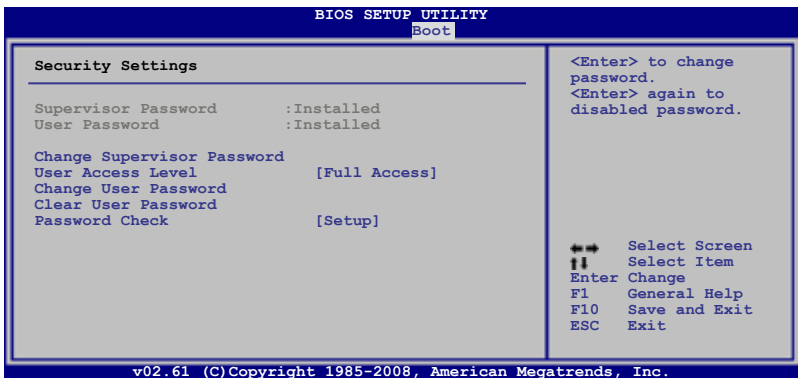 BIOS SETUP UTILITY
Boot
Security Settings
Supervisor Password :Installed
User Password :Installed
Change Supervisor Password
User Access Level [Full Access]
Change User Password
Clear User Password
Password Check [Setup]
<Enter> to change
password.
<Enter> again to
disabled password.
Select Screen
Select Item
Enter Change
F1 General Help
F10 Save and Exit
ESC Exit
v02.61 (C)Copyright 1985-2008, American Megatrends, Inc.